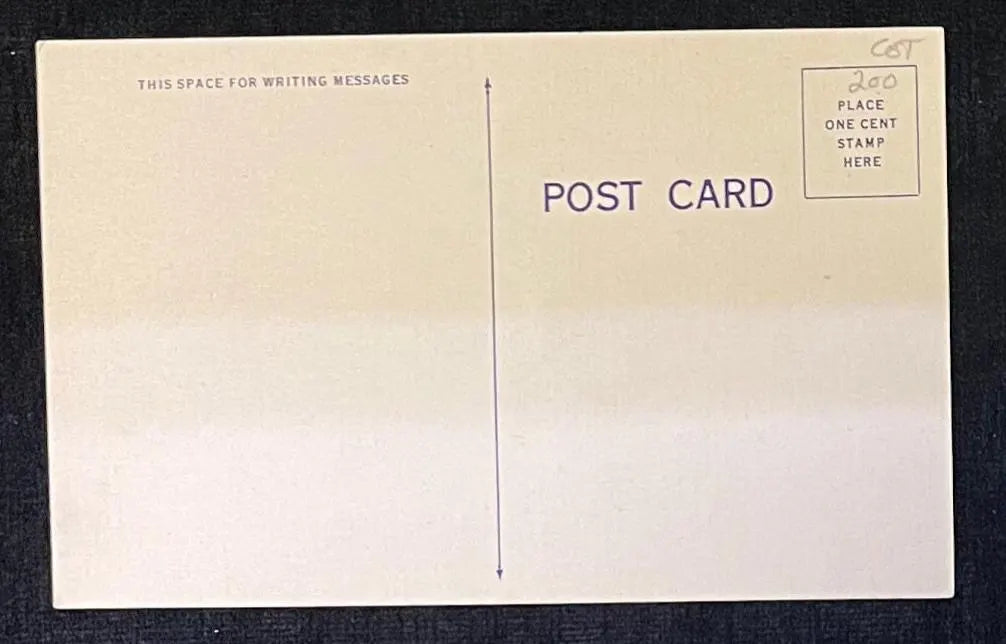 THIS SPACE FOR WRITING MESSAGES
POST CARD
COST
200
PLACE
ONE CENT
STAMP
HERE